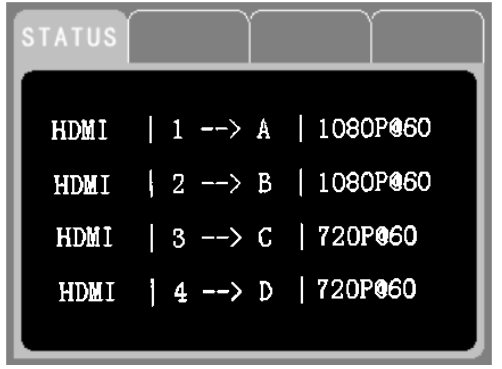 STATUS
HDMI | 1 --> A | 1080P@60
HDMI | 2 --> B | 1080P@60
HDMI | 3 --> C | 720P@60
HDMI | 4 --> D | 720P@60